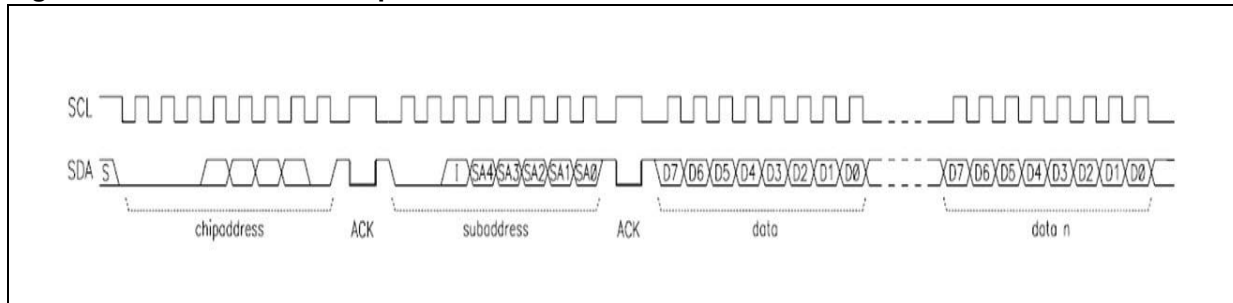 SCL
SDA S I SA4 SA3 SA2 SA1 SA0 D7 D6 D5 D4 D3 D2 D1 D0 D7 D6 D5 D4 D3 D2 D1 D0
chipaddress ACK subaddress ACK data data n